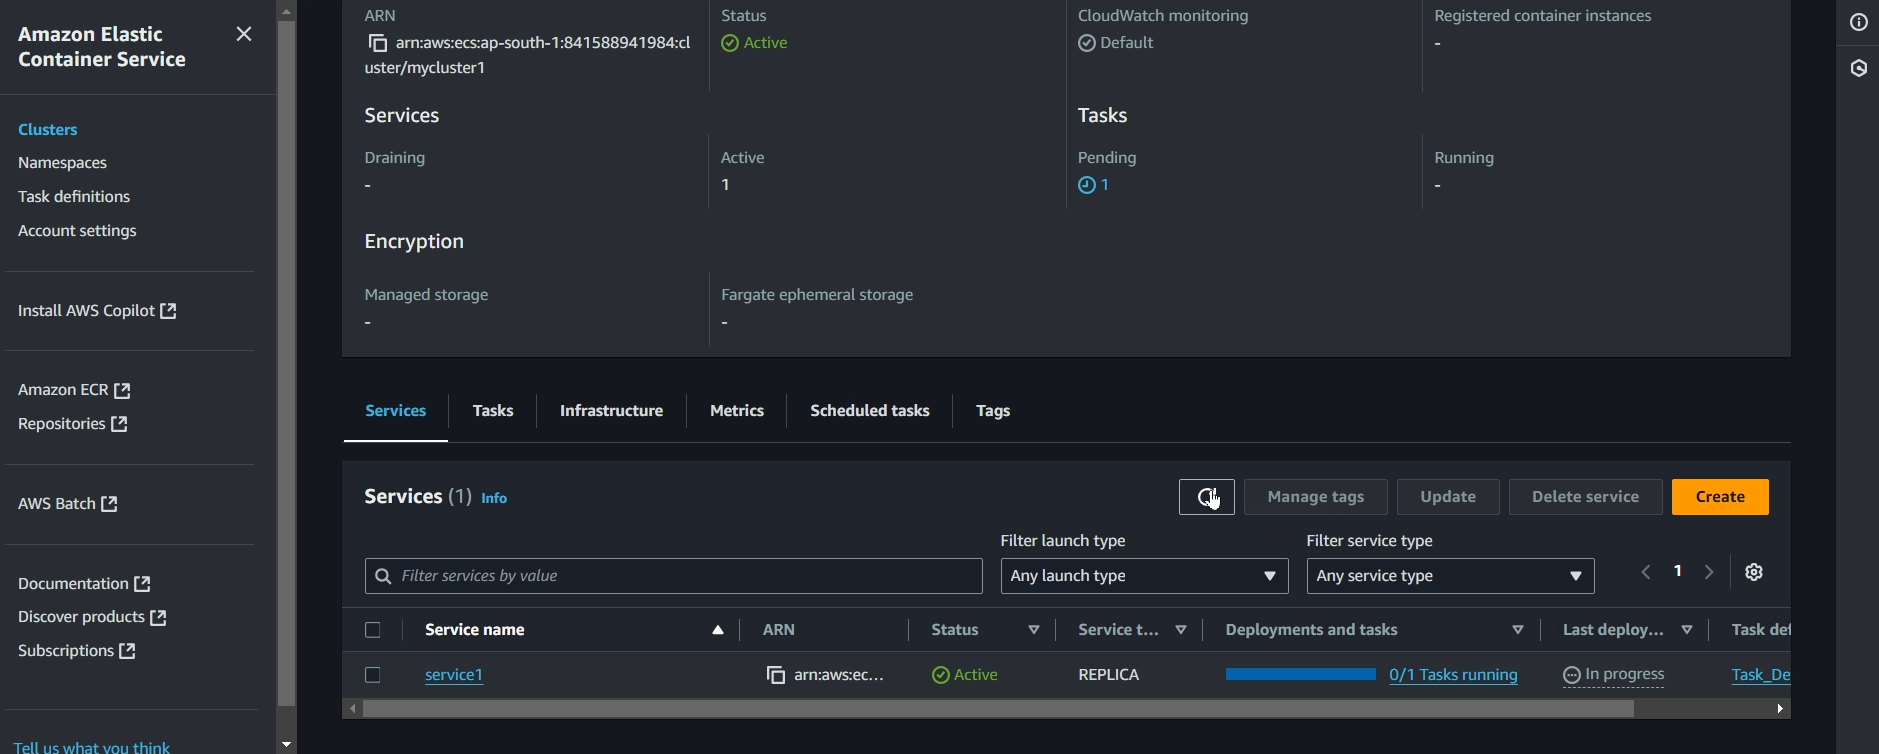 Amazon Elastic
Container Service
Clusters
Namespaces
Task definitions
Account settings
Install AWS Copilot
Amazon ECR
Repositories
AWS Batch
Documentation
Discover products
Subscriptions
Tell us what you think
ARN
arn:aws:ecs:ap-south-1:841588941984:cl
uster/mycluster1
Status
Active
CloudWatch monitoring
Default
Registered container instances
-
Services
Draining
-
Active
1
Tasks
Pending
1
Running
-
Encryption
Managed storage
-
Fargate ephemeral storage
-
Services Tasks Infrastructure Metrics Scheduled tasks Tags
Services (1) Info
Manage tags Update Delete service Create
Filter services by value
Filter launch type
Any launch type
Filter service type
Any service type
1
Service name ARN Status Service t... Deployments and tasks Last deploy... Task def
service1 arn:aws:ec... Active REPLICA 0/1 Tasks running In progress Task_De